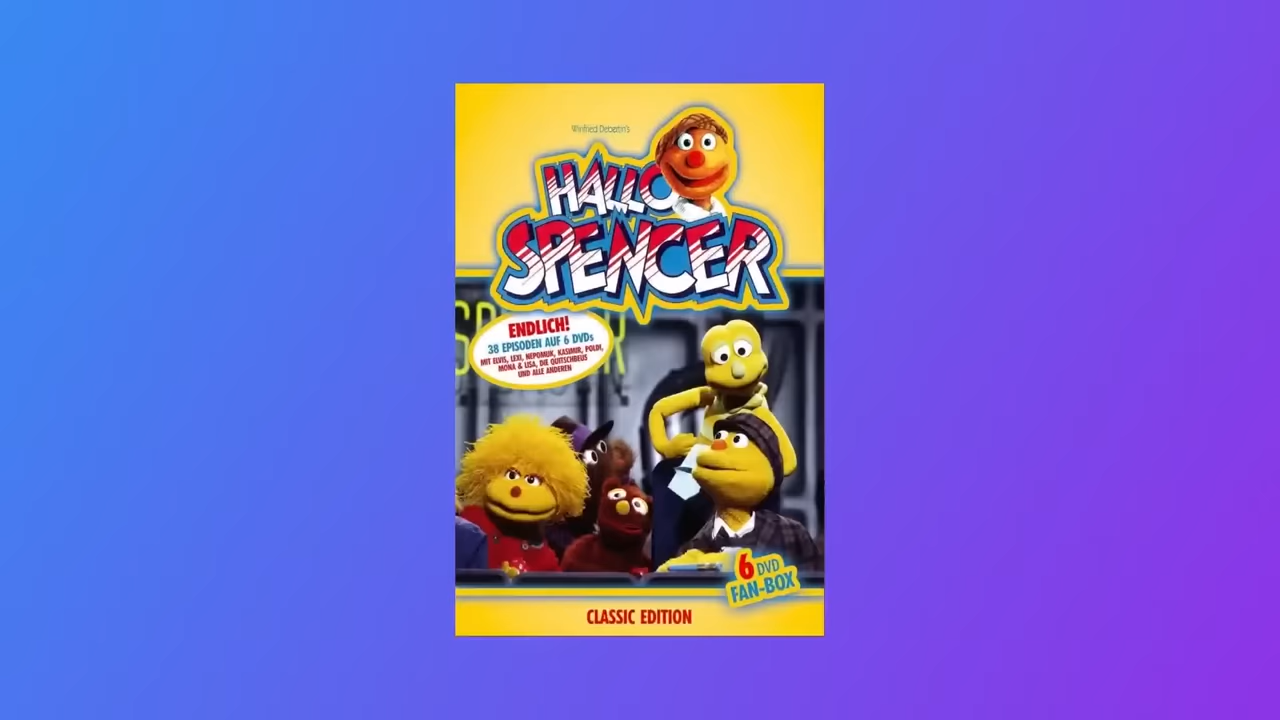 Winfried Debertin's
HALLO
SPENCER
ENDLICH!
38 EPISODEN AUF 6 DVDs
MIT ELVIS, LEXI, NEPOMUK, KASIMIR, POLDI,
MONA & LISA, DIE QUITSCHBEUS
UND ALLE ANDEREN
6 DVD
FAN-BOX
CLASSIC EDITION